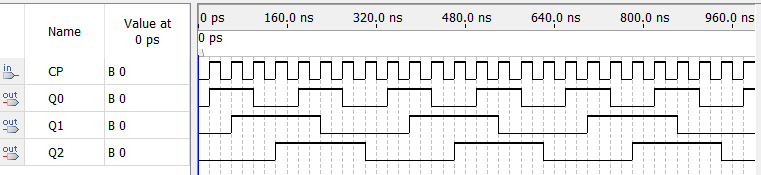 Name
Value at
0 ps
0 ps 160.0 ns 320.0 ns 480.0 ns 640.0 ns 800.0 ns 960.0 ns
0 ps
in CP B 0
out Q0 B 0
out Q1 B 0
out Q2 B 0